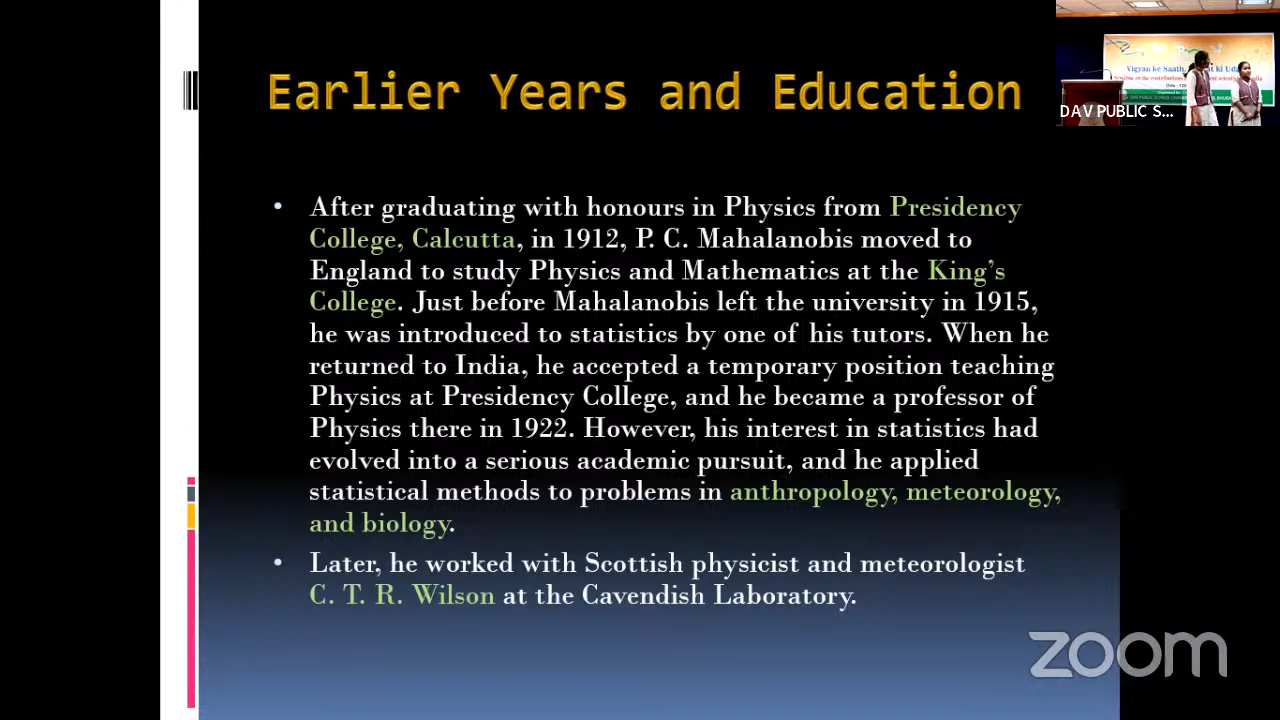 Earlier Years and Education
• After graduating with honours in Physics from Presidency
College, Calcutta, in 1912, P. C. Mahalanobis moved to
England to study Physics and Mathematics at the King's
College. Just before Mahalanobis left the university in 1915,
he was introduced to statistics by one of his tutors. When he
returned to India, he accepted a temporary position teaching
Physics at Presidency College, and he became a professor of
Physics there in 1922. However, his interest in statistics had
evolved into a serious academic pursuit, and he applied
statistical methods to problems in anthropology, meteorology,
and biology.
• Later, he worked with Scottish physicist and meteorologist
C. T. R. Wilson at the Cavendish Laboratory.
Vigyan ke Saath, ki
D A V PUBLIC S...
zoom